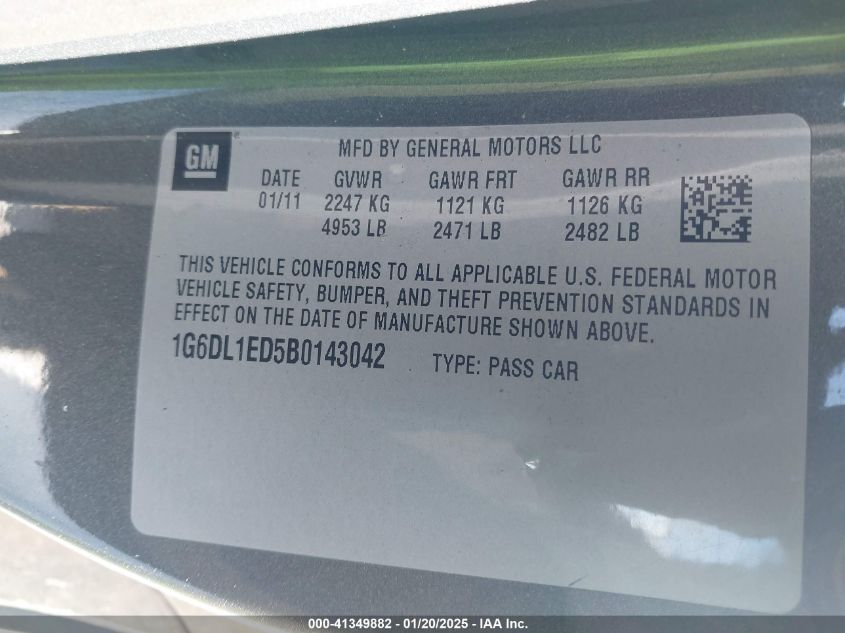 GM
MFD BY GENERAL MOTORS LLC
DATE GVWR GAWR FRT GAWR RR
01/11 2247 KG 1121 KG 1126 KG
4953 LB 2471 LB 2482 LB
THIS VEHICLE CONFORMS TO ALL APPLICABLE U.S. FEDERAL MOTOR
VEHICLE SAFETY, BUMPER, AND THEFT PREVENTION STANDARDS IN
EFFECT ON THE DATE OF MANUFACTURE SHOWN ABOVE.
1G6DL1ED5B0143042 TYPE: PASS CAR
000-41349882 - 01/20/2025 - IAA Inc.